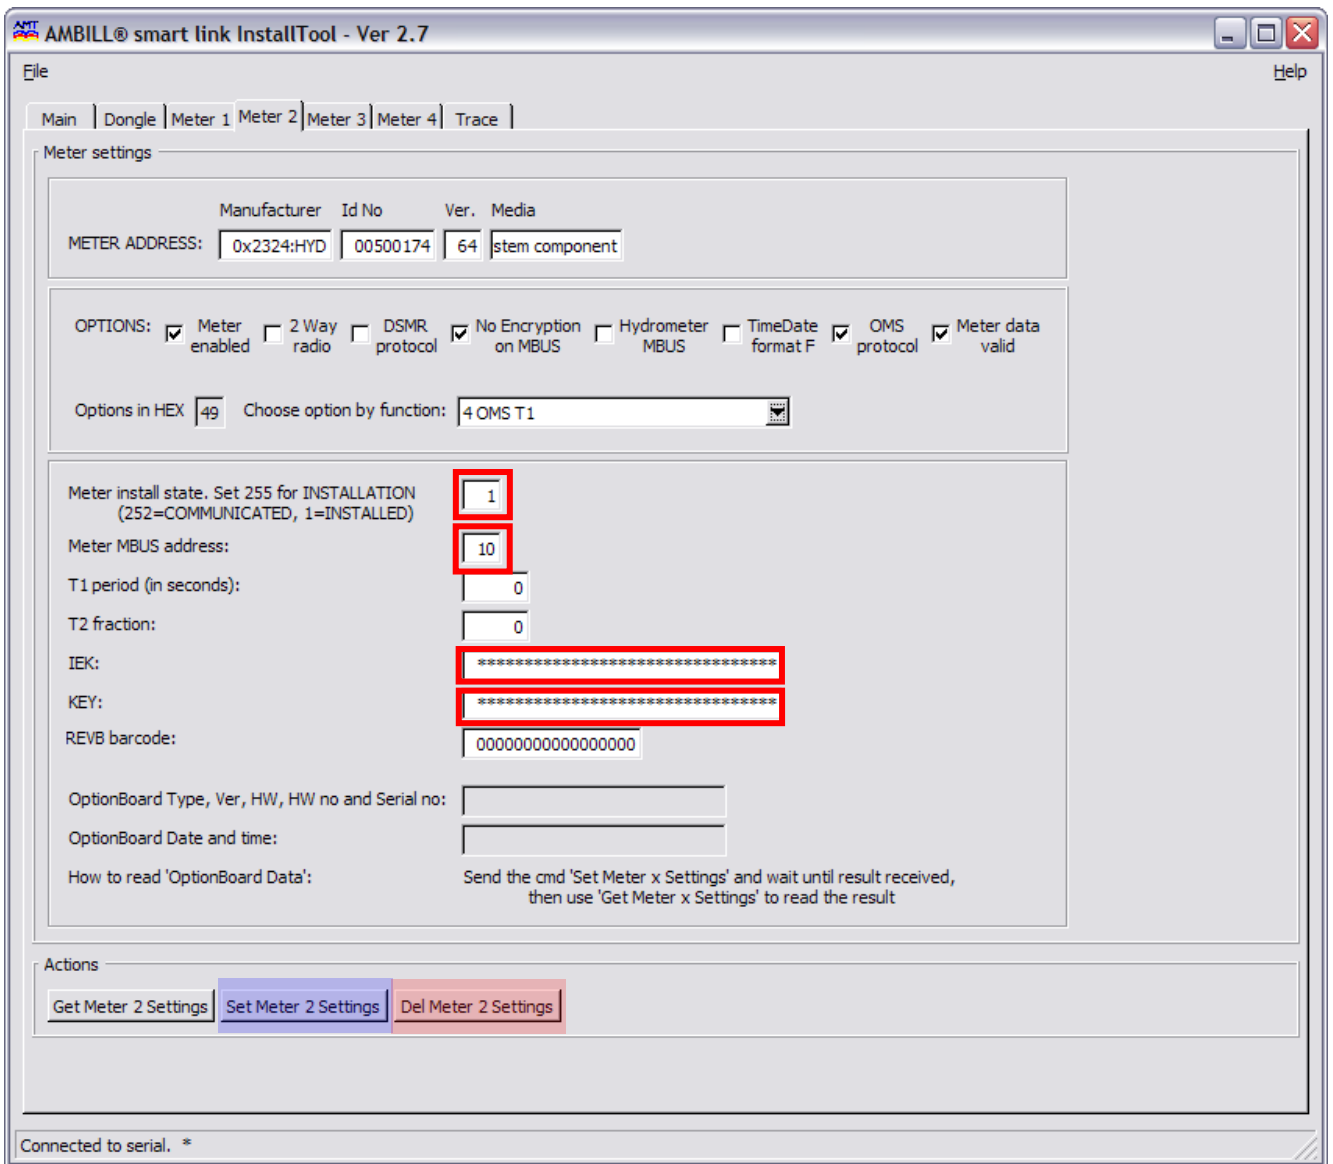 AMT
AMBILL® smart link InstallTool - Ver 2.7
File Help
Main Dongle Meter 1 Meter 2 Meter 3 Meter 4 Trace
Meter settings
Manufacturer Id No Ver. Media
METER ADDRESS: 0x2324:HYD 00500174 64 stem component
OPTIONS: Meter enabled 2 Way radio DSMR protocol No Encryption on MBUS Hydrometer MBUS TimeDate format F OMS protocol Meter data valid
Options in HEX 49 Choose option by function: 4 OMS T1
Meter install state. Set 255 for INSTALLATION 1
(252=COMMUNICATED, 1=INSTALLED)
Meter MBUS address: 10
T1 period (in seconds): 0
T2 fraction: 0
IEK: ********************************
KEY: ********************************
REVB barcode: 00000000000000000
OptionBoard Type, Ver, HW, HW no and Serial no:
OptionBoard Date and time:
How to read 'OptionBoard Data': Send the cmd 'Set Meter x Settings' and wait until result received,
then use 'Get Meter x Settings' to read the result
Actions
Get Meter 2 Settings Set Meter 2 Settings Del Meter 2 Settings
Connected to serial. *